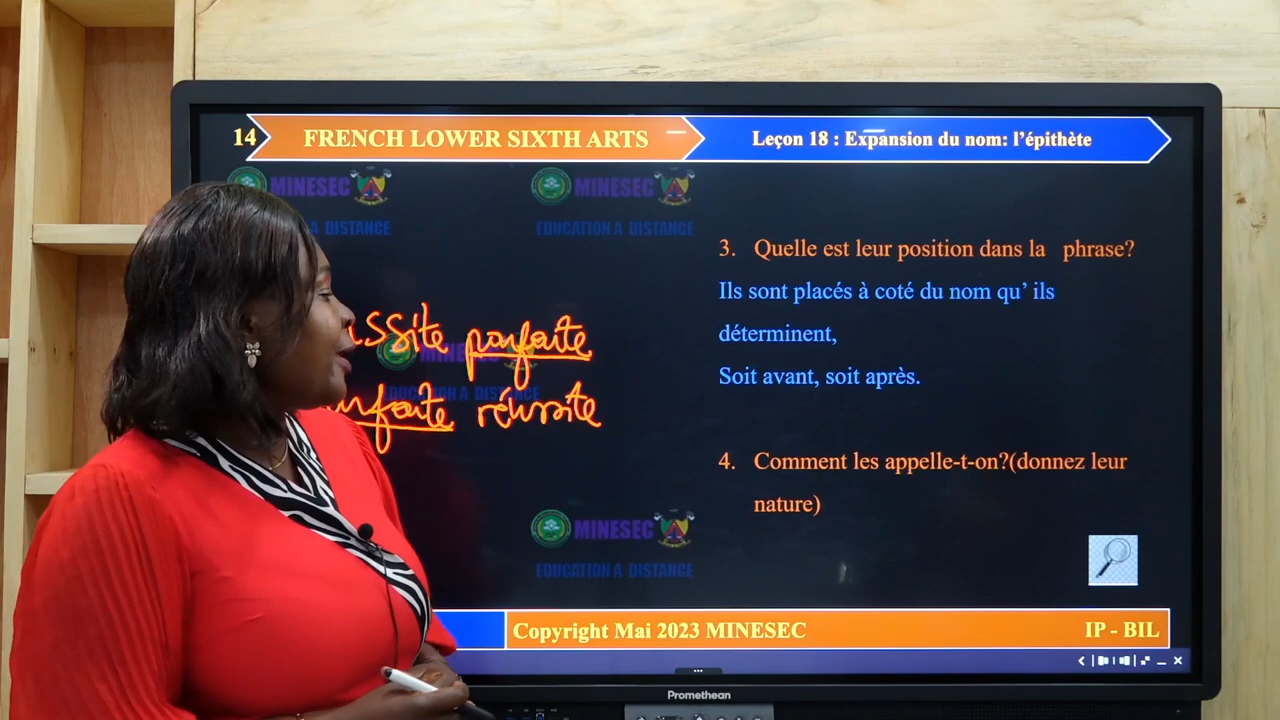 14 FRENCH LOWER SIXTH ARTS
Leçon 18 : Expansion du nom: l'épithète
MINESEC
A DISTANCE
MINESEC
EDUCATION A DISTANCE
3. Quelle est leur position dans la phrase?
Ils sont placés à coté du nom qu' ils
déterminent,
Soit avant, soit après.
parfaite
réussite
4. Comment les appelle-t-on?(donnez leur
nature)
MINESEC
EDUCATION A DISTANCE
Copyright Mai 2023 MINESEC
IP - BIL
Promethean